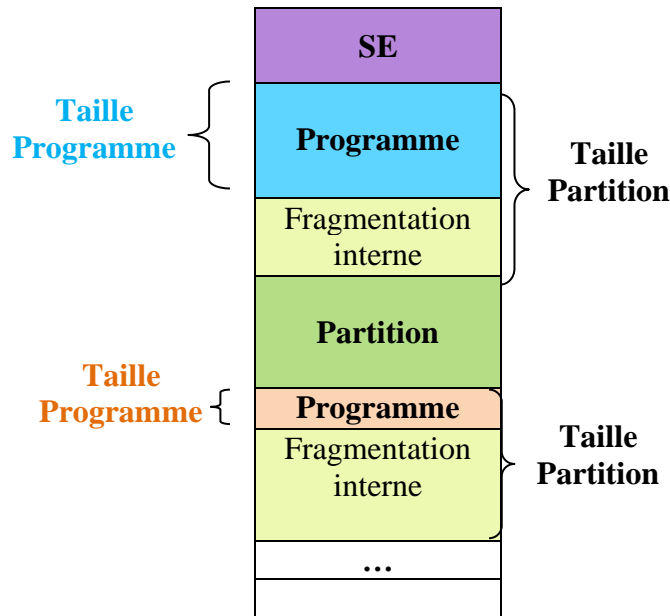 SE
Taille
Programme
Programme
Taille
Partition
Fragmentation
interne
Partition
Taille
Programme
Programme
Fragmentation
interne
Taille
Partition
...